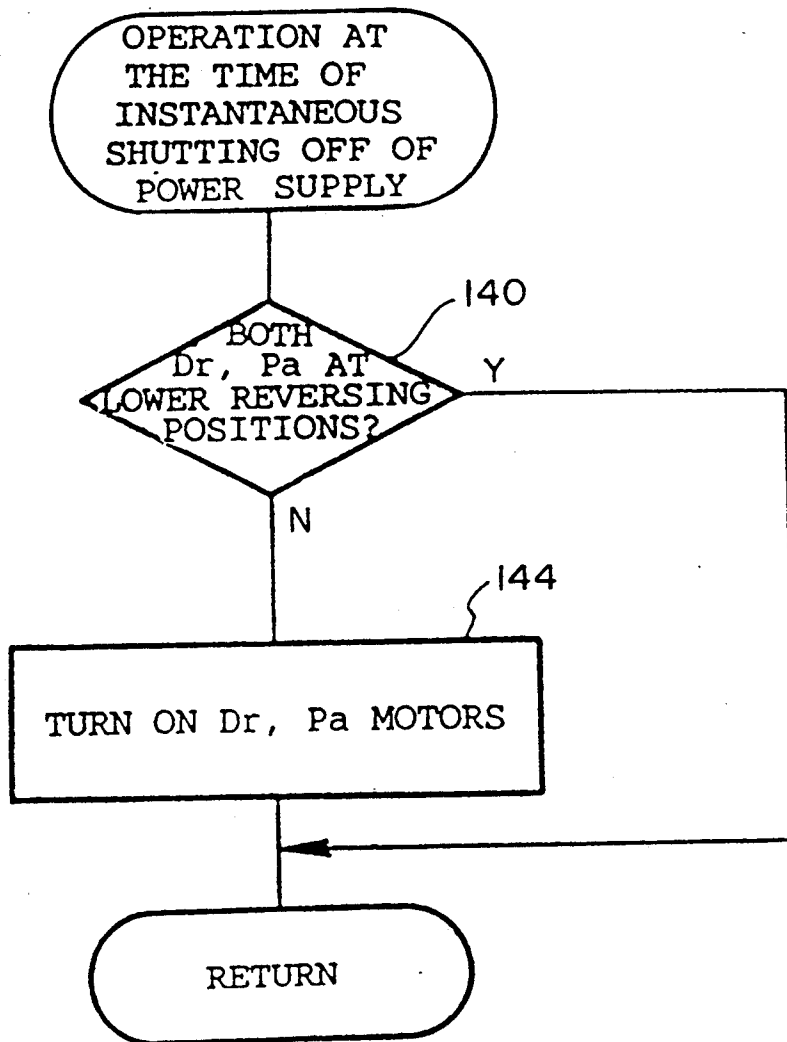 OPERATION AT
THE TIME OF
INSTANTANEOUS
SHUTTING OFF OF
POWER SUPPLY
140
BOTH
Dr, Pa AT
LOWER REVERSING
POSITIONS?
Y
N
144
TURN ON Dr, Pa MOTORS
RETURN